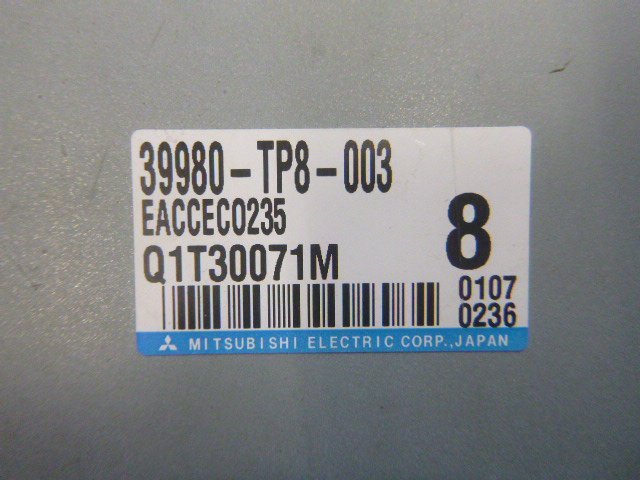 39980-TP8-003
EACCEC0235
Q1T30071M
8
0107
0236
MITSUBISHI ELECTRIC CORP.,JAPAN